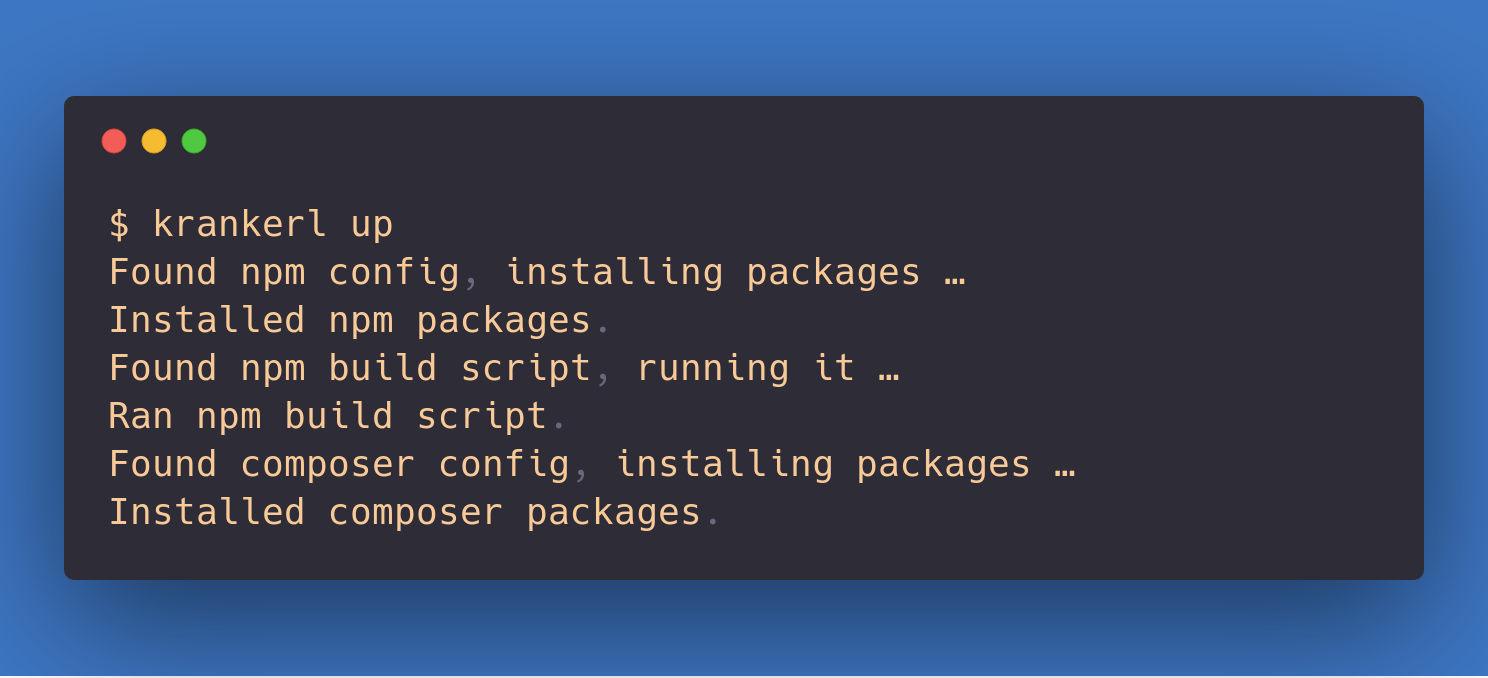 $ krankerl up
Found npm config, installing packages …
Installed npm packages.
Found npm build script, running it …
Ran npm build script.
Found composer config, installing packages …
Installed composer packages.